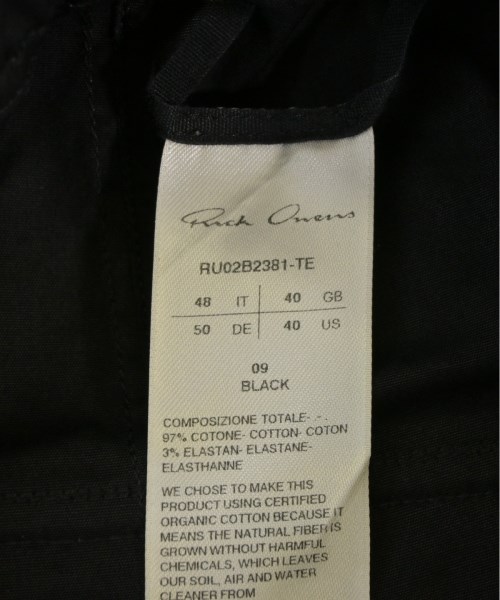 Rick Owens
RU02B2381-TE
48 IT 40 GB
50 DE 40 US
09
BLACK
COMPOSIZIONE TOTALE- .- .
97% COTONE- COTTON- COTON
3% ELASTAN- ELASTANE-
ELASTHANNE
WE CHOSE TO MAKE THIS
PRODUCT USING CERTIFIED
ORGANIC COTTON BECAUSE IT
MEANS THE NATURAL FIBER IS
GROWN WITHOUT HARMFUL
CHEMICALS, WHICH LEAVES
OUR SOIL, AIR AND WATER
CLEANER FROM